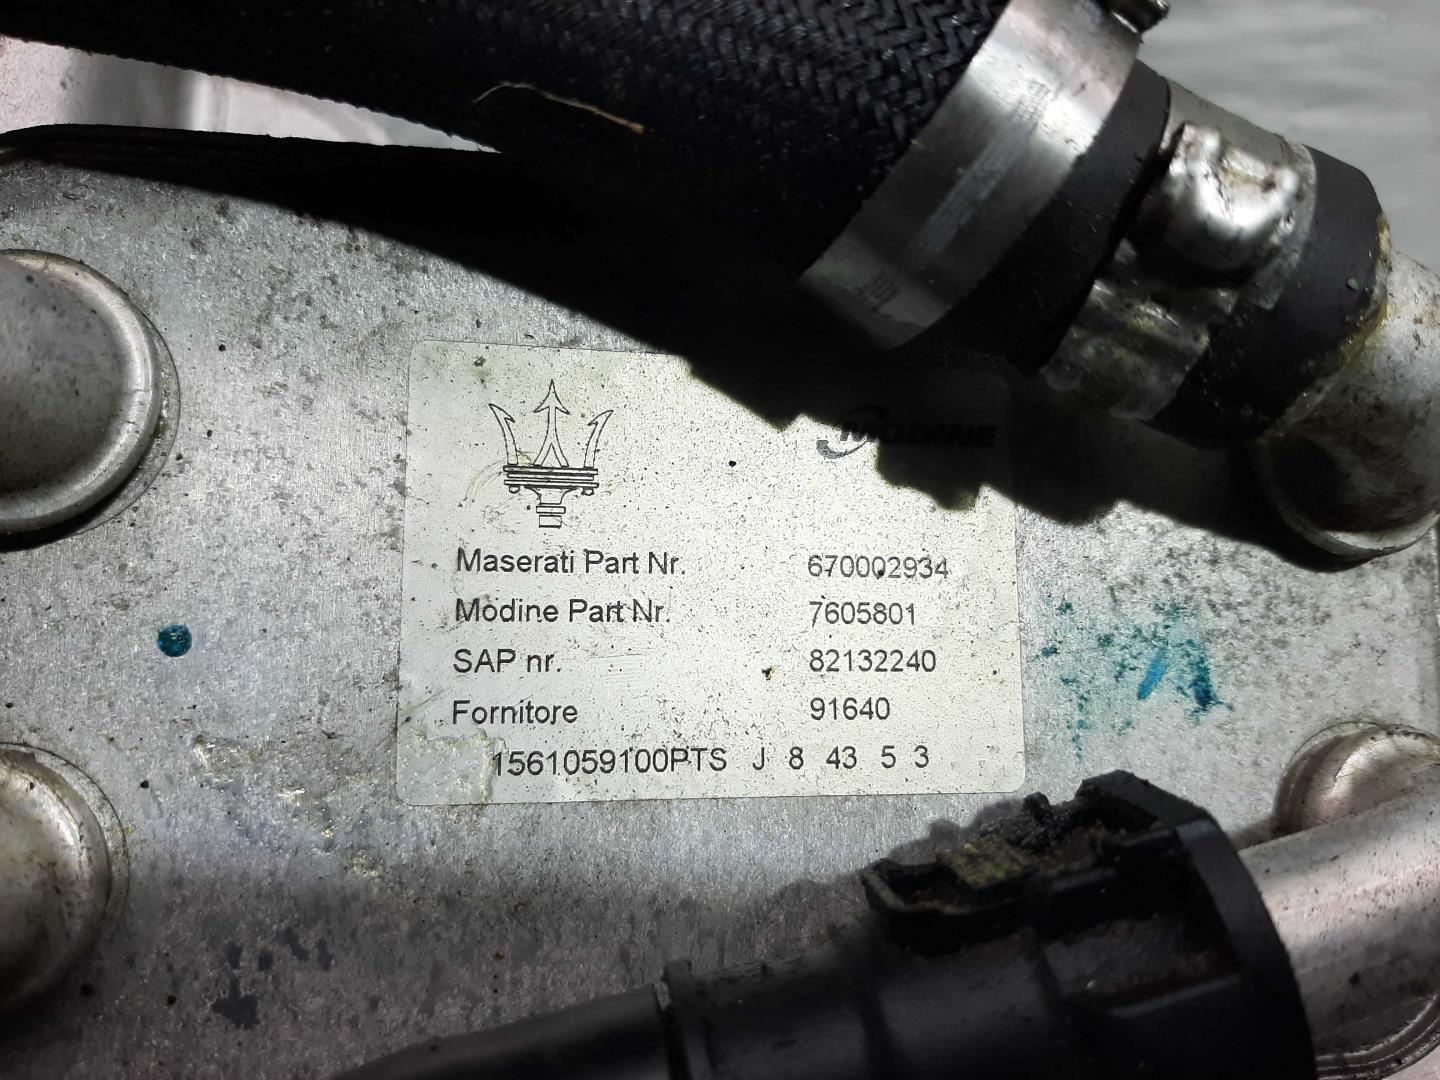 MODINE
Maserati Part Nr. 670002934
Modine Part Nr. 7605801
SAP nr. 82132240
Fornitore 91640
1561059100PTS J 8 43 5 3